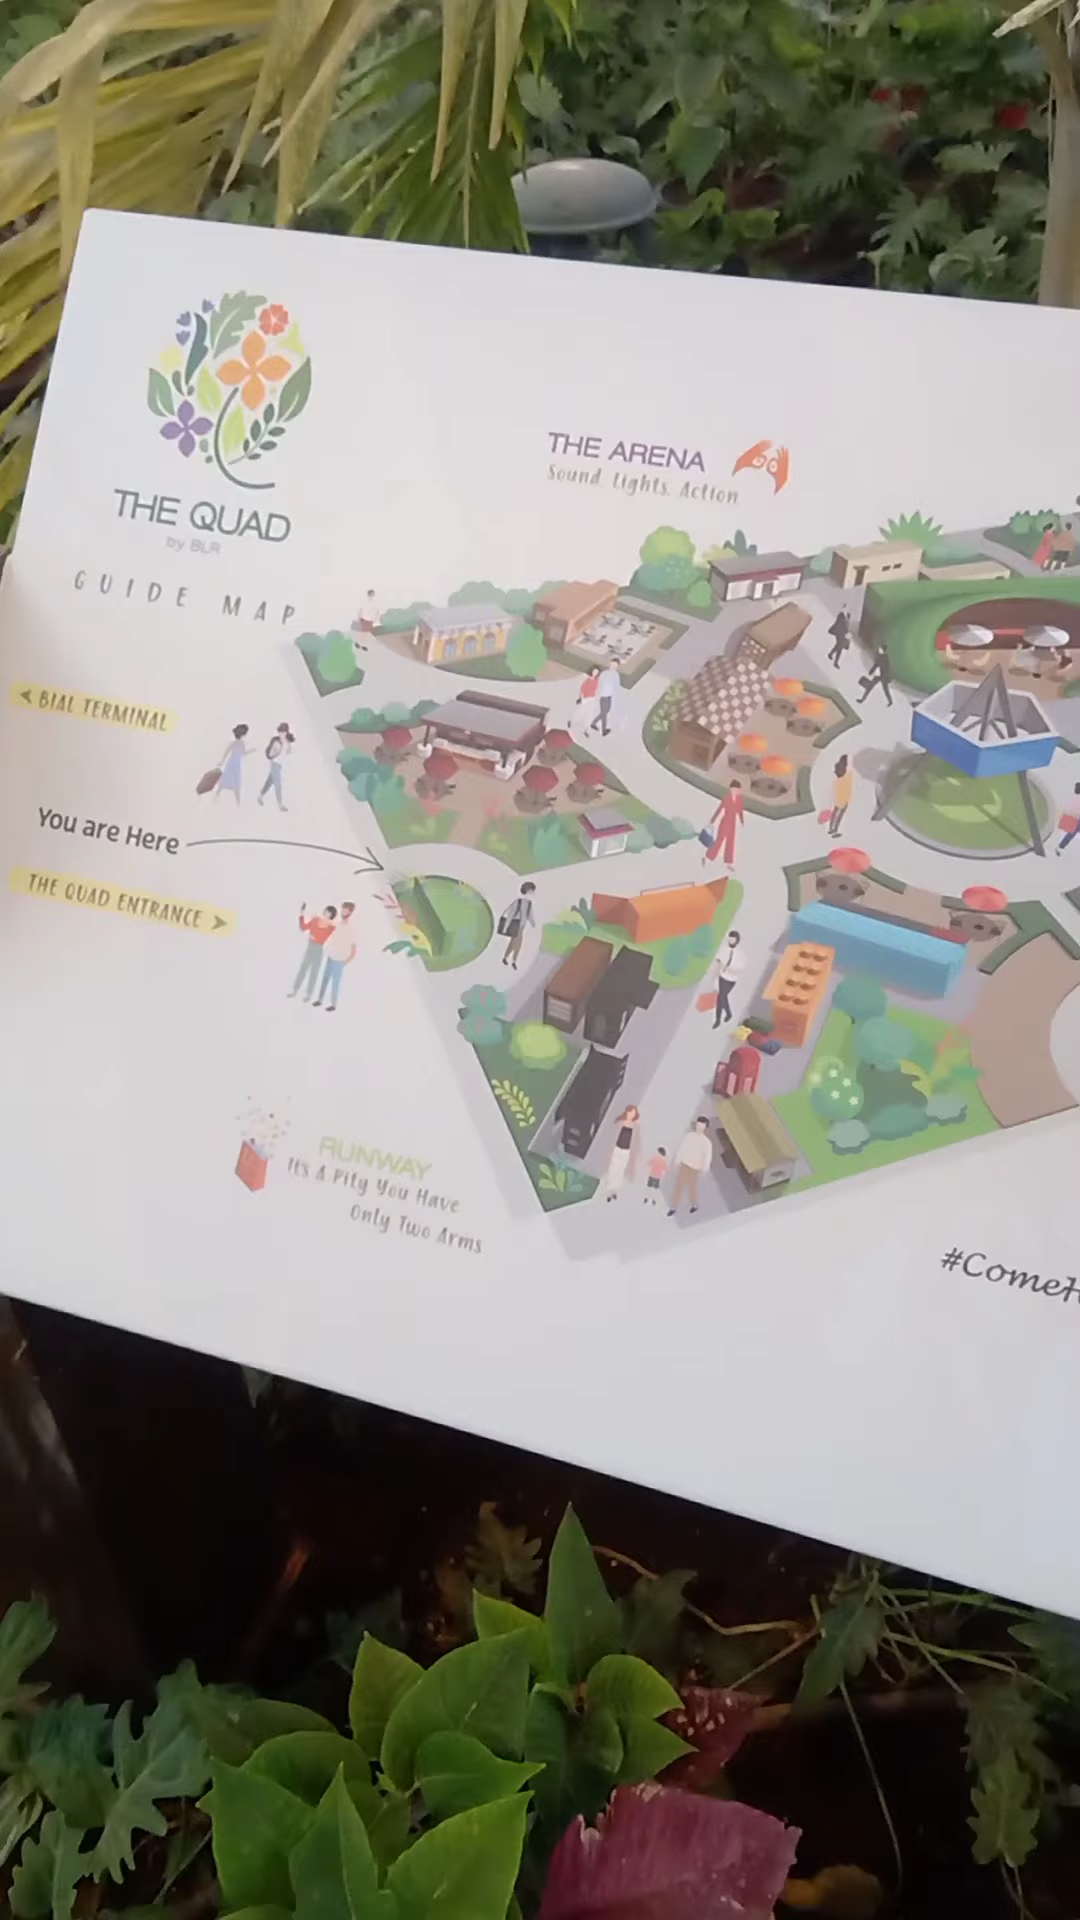 THE QUAD
by BLR
GUIDE MAP
THE ARENA
Sound. Lights. Action
< BIAL TERMINAL
You are Here
THE QUAD ENTRANCE >
RUNWAY
It's A Pity You Have
Only Two Arms